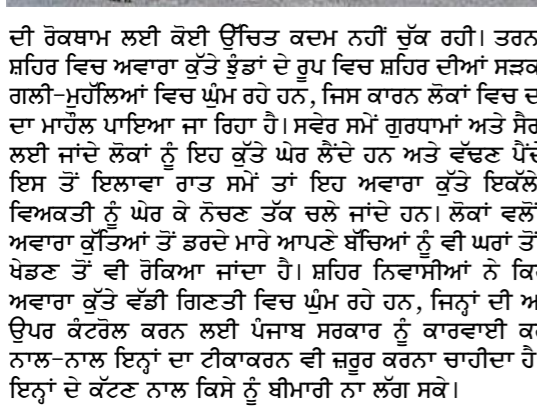 ਦੀ ਰੋਕਥਾਮ ਲਈ ਕੋਈ ਉੱਚਿਤ ਕਦਮ ਨਹੀਂ ਚੁੱਕ ਰਹੀ। ਤਰਨ
ਸ਼ਹਿਰ ਵਿਚ ਅਵਾਰਾ ਕੁੱਤੇ ਝੁੰਡਾਂ ਦੇ ਰੂਪ ਵਿਚ ਸ਼ਹਿਰ ਦੀਆਂ ਸੜਕ
ਗਲੀ-ਮੁਹੱਲਿਆਂ ਵਿਚ ਘੁੰਮ ਰਹੇ ਹਨ, ਜਿਸ ਕਾਰਨ ਲੋਕਾਂ ਵਿਚ ਦ
ਦਾ ਮਾਹੌਲ ਪਾਇਆ ਜਾ ਰਿਹਾ ਹੈ। ਸਵੇਰ ਸਮੇਂ ਗੁਰਧਾਮਾਂ ਅਤੇ ਸੈਰ
ਲਈ ਜਾਂਦੇ ਲੋਕਾਂ ਨੂੰ ਇਹ ਕੁੱਤੇ ਘੇਰ ਲੈਂਦੇ ਹਨ ਅਤੇ ਵੱਢਣ ਪੈਂਦੇ
ਇਸ ਤੋਂ ਇਲਾਵਾ ਰਾਤ ਸਮੇਂ ਤਾਂ ਇਹ ਅਵਾਰਾ ਕੁੱਤੇ ਇਕੱਲੇ
ਵਿਅਕਤੀ ਨੂੰ ਘੇਰ ਕੇ ਨੋਚਣ ਤੱਕ ਚਲੇ ਜਾਂਦੇ ਹਨ। ਲੋਕਾਂ ਵਲੋਂ
ਅਵਾਰਾ ਕੁੱਤਿਆਂ ਤੋਂ ਡਰਦੇ ਮਾਰੇ ਆਪਣੇ ਬੱਚਿਆਂ ਨੂੰ ਵੀ ਘਰਾਂ ਤੋਂ
ਖੇਡਣ ਤੋਂ ਵੀ ਰੋਕਿਆ ਜਾਂਦਾ ਹੈ। ਸ਼ਹਿਰ ਨਿਵਾਸੀਆਂ ਨੇ ਕਿ
ਅਵਾਰਾ ਕੁੱਤੇ ਵੱਡੀ ਗਿਣਤੀ ਵਿਚ ਘੁੰਮ ਰਹੇ ਹਨ, ਜਿਨ੍ਹਾਂ ਦੀ ਅ
ਉਪਰ ਕੰਟਰੋਲ ਕਰਨ ਲਈ ਪੰਜਾਬ ਸਰਕਾਰ ਨੂੰ ਕਾਰਵਾਈ ਕ
ਨਾਲ-ਨਾਲ ਇਨ੍ਹਾਂ ਦਾ ਟੀਕਾਕਰਨ ਵੀ ਜ਼ਰੂਰ ਕਰਨਾ ਚਾਹੀਦਾ ਹੈ
ਇਨ੍ਹਾਂ ਦੇ ਕੱਟਣ ਨਾਲ ਕਿਸੇ ਨੂੰ ਬੀਮਾਰੀ ਨਾ ਲੱਗ ਸਕੇ।